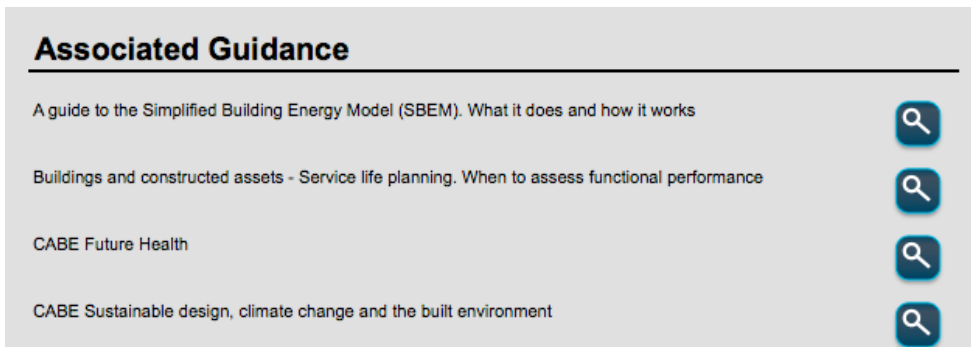 Associated Guidance
A guide to the Simplified Building Energy Model (SBEM). What it does and how it works
Buildings and constructed assets - Service life planning. When to assess functional performance
CABE Future Health
CABE Sustainable design, climate change and the built environment